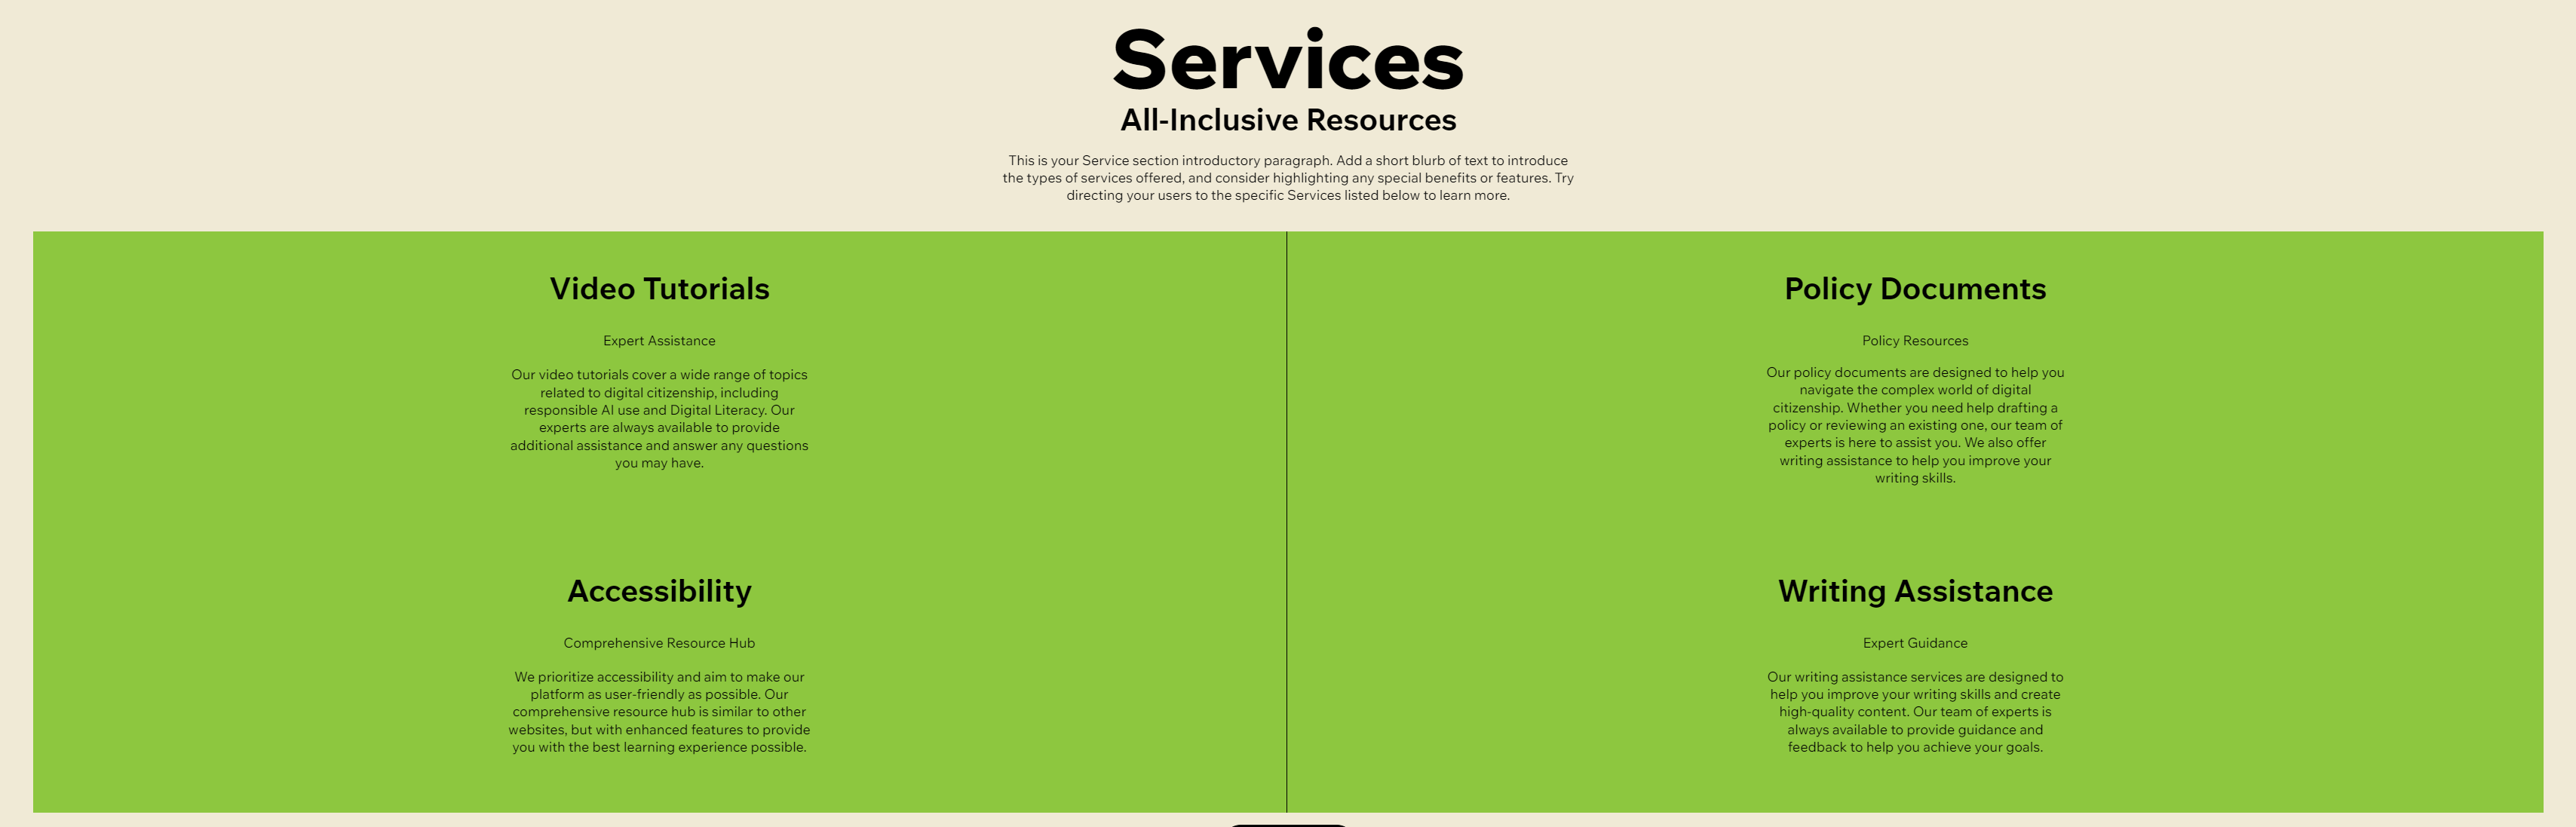 Services
All-Inclusive Resources
This is your Service section introductory paragraph. Add a short blurb of text to introduce
the types of services offered, and consider highlighting any special benefits or features. Try
directing your users to the specific Services listed below to learn more.
Video Tutorials
Expert Assistance
Our video tutorials cover a wide range of topics
related to digital citizenship, including
responsible AI use and Digital Literacy. Our
experts are always available to provide
additional assistance and answer any questions
you may have.
Policy Documents
Policy Resources
Our policy documents are designed to help you
navigate the complex world of digital
citizenship. Whether you need help drafting a
policy or reviewing an existing one, our team of
experts is here to assist you. We also offer
writing assistance to help you improve your
writing skills.
Accessibility
Comprehensive Resource Hub
We prioritize accessibility and aim to make our
platform as user-friendly as possible. Our
comprehensive resource hub is similar to other
websites, but with enhanced features to provide
you with the best learning experience possible.
Writing Assistance
Expert Guidance
Our writing assistance services are designed to
help you improve your writing skills and create
high-quality content. Our team of experts is
always available to provide guidance and
feedback to help you achieve your goals.